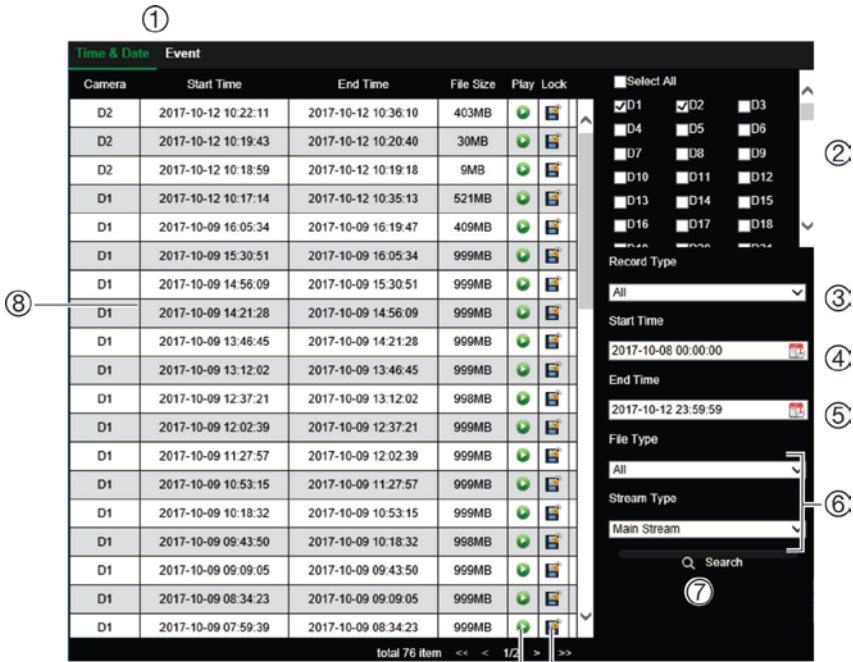 ①
Time & Date Event
Camera Start Time End Time File Size Play Lock
D2 2017-10-12 10:22:11 2017-10-12 10:36:10 403MB
D2 2017-10-12 10:19:43 2017-10-12 10:20:40 30MB
D2 2017-10-12 10:18:59 2017-10-12 10:19:18 9MB
D1 2017-10-12 10:17:14 2017-10-12 10:35:13 521MB
D1 2017-10-09 16:05:34 2017-10-09 16:19:47 409MB
D1 2017-10-09 15:30:51 2017-10-09 16:05:34 999MB
D1 2017-10-09 14:56:09 2017-10-09 15:30:51 999MB
⑧
D1 2017-10-09 14:21:28 2017-10-09 14:56:09 999MB
D1 2017-10-09 13:46:45 2017-10-09 14:21:28 999MB
D1 2017-10-09 13:12:02 2017-10-09 13:46:45 999MB
D1 2017-10-09 12:37:21 2017-10-09 13:12:02 998MB
D1 2017-10-09 12:02:39 2017-10-09 12:37:21 999MB
D1 2017-10-09 11:27:57 2017-10-09 12:02:39 999MB
D1 2017-10-09 10:53:15 2017-10-09 11:27:57 999MB
D1 2017-10-09 10:18:32 2017-10-09 10:53:15 999MB
D1 2017-10-09 09:43:50 2017-10-09 10:18:32 998MB
D1 2017-10-09 09:09:05 2017-10-09 09:43:50 999MB
D1 2017-10-09 08:34:23 2017-10-09 09:09:05 999MB
D1 2017-10-09 07:59:39 2017-10-09 08:34:23 999MB
total 76 item << < 1/2 > >>
Select All
D1 D2 D3
D4 D5 D6
D7 D8 D9
②
D10 D11 D12
D13 D14 D15
D16 D17 D18
Record Type
All
③
Start Time
2017-10-08 00:00:00
④
End Time
2017-10-12 23:59:59
⑤
File Type
All
Stream Type
⑥
Main Stream
Search
⑦